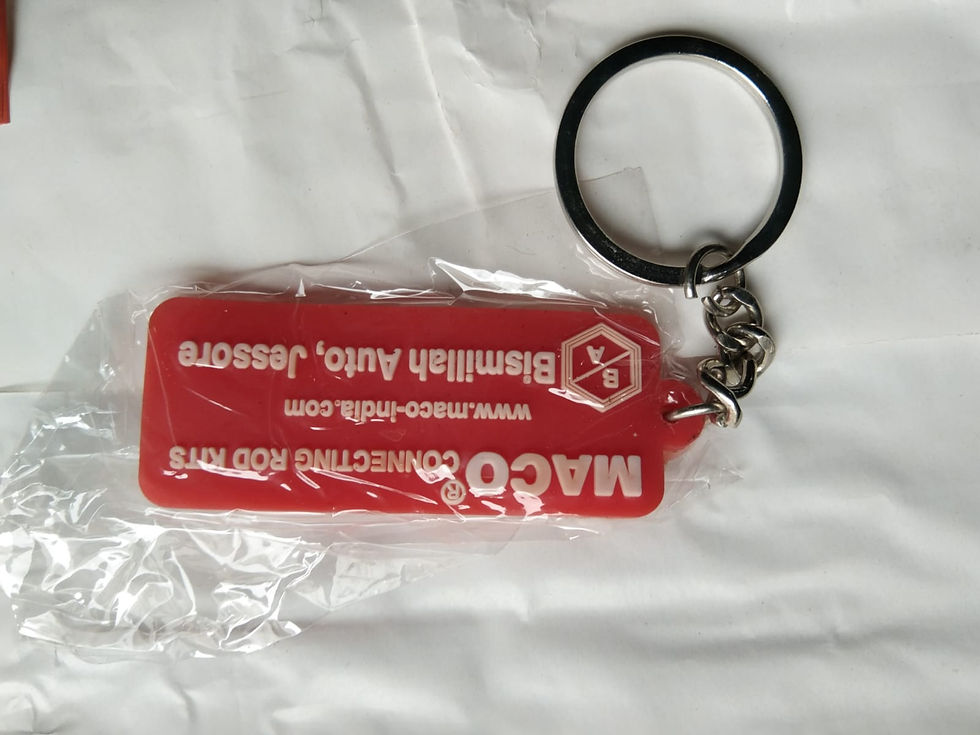 MACO® CONNECTING ROD KITS
www.maco-india.com
B
A
Bismillah Auto, Jessore